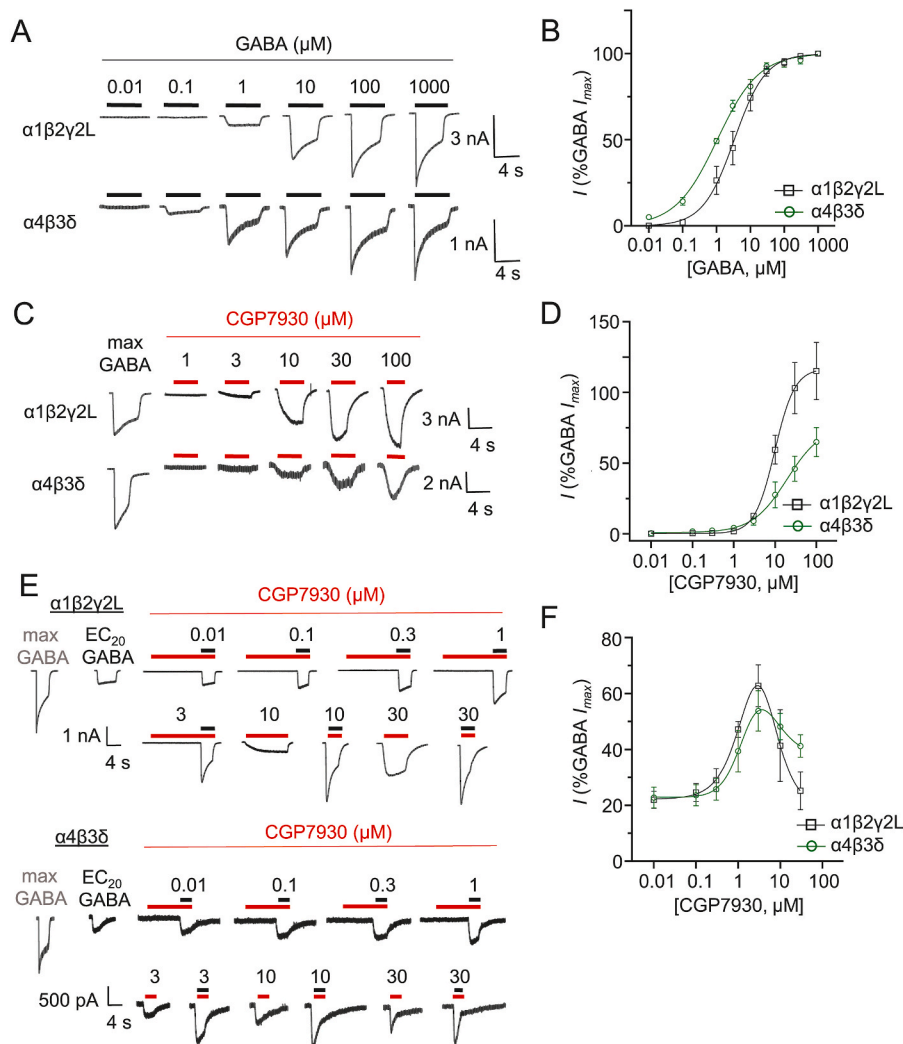 A
GABA (µM)
0.01 0.1 1 10 100 1000
α1β2γ2L
3 nA
4 s
α4β3δ
1 nA
4 s
B
I (%GABA Imax)
100
50
0
α1β2γ2L
α4β3δ
0.01 0.1 1 10 100 1000
[GABA, µM]
C
CGP7930 (µM)
max
GABA
1 3 10 30 100
α1β2γ2L
3 nA
4 s
α4β3δ
2 nA
4 s
D
I (%GABA Imax)
150
100
50
0
α1β2γ2L
α4β3δ
0.01 0.1 1 10 100
[CGP7930, µM]
E
α1β2γ2L
CGP7930 (µM)
max
GABA
EC20
GABA
0.01 0.1 0.3 1
3 10 10 30 30
1 nA
4 s
α4β3δ
CGP7930 (µM)
max
GABA
EC20
GABA
0.01 0.1 0.3 1
3 3 10 10 30 30
500 pA
4 s
F
I (%GABA Imax)
80
60
40
20
0
α1β2γ2L
α4β3δ
0.01 0.1 1 10 100
[CGP7930, µM]